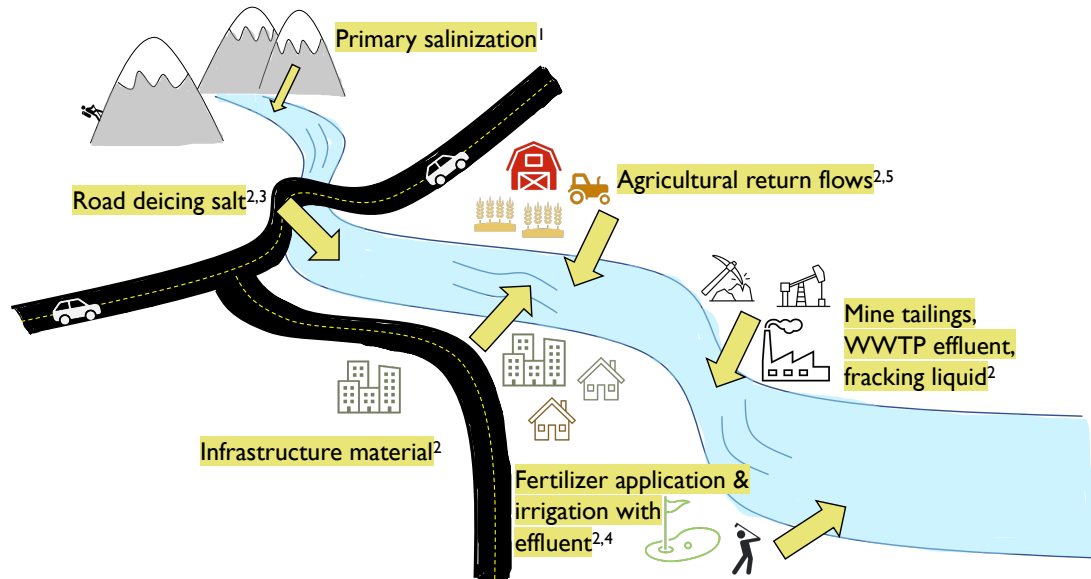 Primary salinization¹
Road deicing salt²,³
Agricultural return flows²,⁵
Mine tailings,
WWTP effluent,
fracking liquid²
Infrastructure material²
Fertilizer application &
irrigation with
effluent²,⁴